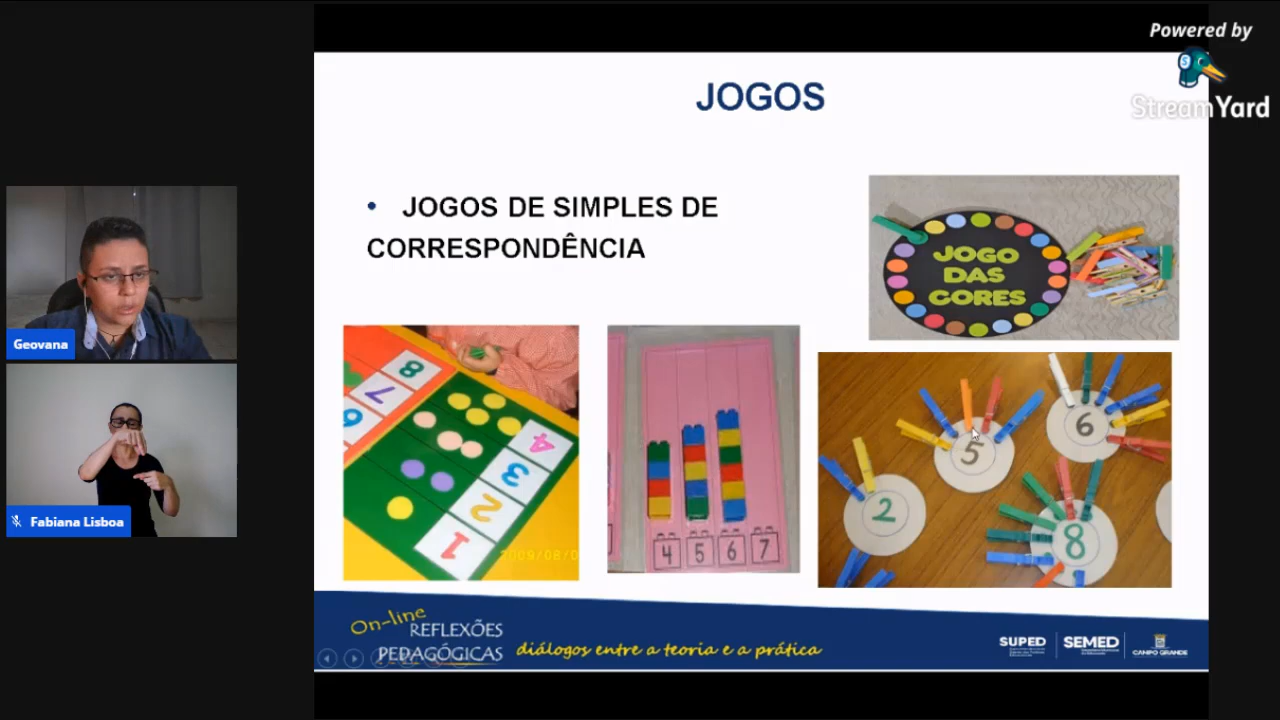 Powered by
StreamYard
JOGOS
• JOGOS DE SIMPLES DE
CORRESPONDÊNCIA
JOGO
DAS
CORES
Geovana
Fabiana Lisboa
8
7
6
4
3
2
1
4 5 6 7
2
5
6
8
On-line
REFLEXÕES
PEDAGÓGICAS
diálogos entre a teoria e a prática
SUPED
SEMED
CAMPO GRANDE